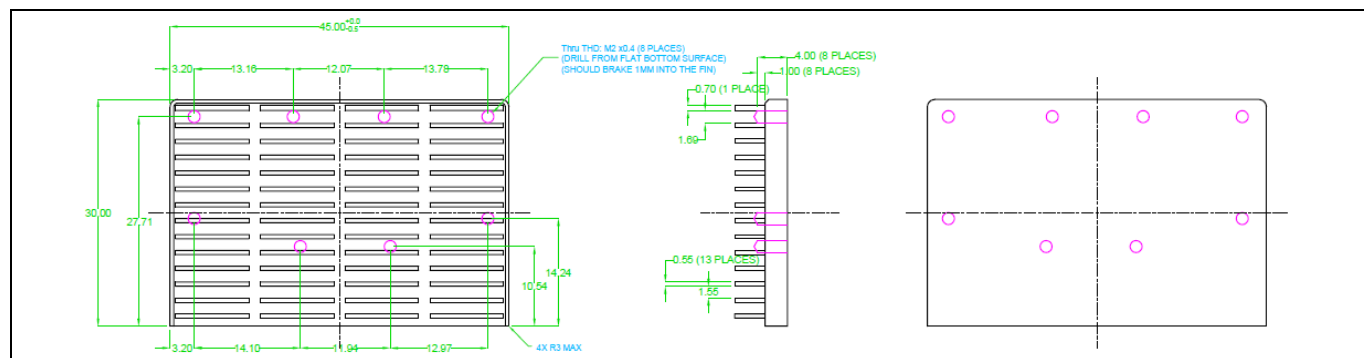 45.00 +0.0 -0.5
Thru THD: M2 x0.4 (8 PLACES)
(DRILL FROM FLAT BOTTOM SURFACE)
(SHOULD BRAKE 1MM INTO THE FIN)
3.20
13.16
12.07
13.78
4.00 (8 PLACES)
1.00 (8 PLACES)
0.70 (1 PLACE)
1.69
30.00
27.71
14.24
10.54
0.55 (13 PLACES)
1.55
3.20
14.10
11.94
12.97
4X R3 MAX